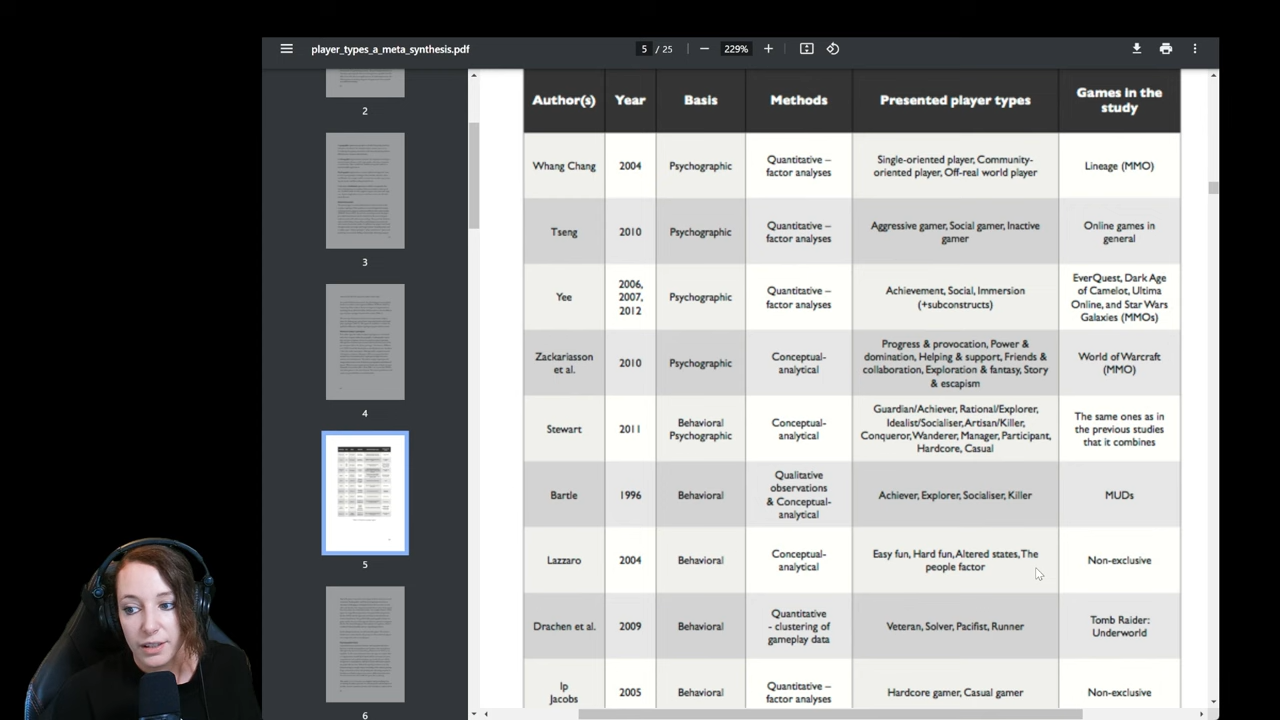 player_types_a_meta_synthesis.pdf
5 / 25
229%
2
3
4
5
6
Author(s) Year Basis Methods Presented player types Games in the study
Whang Chang 2004 Psychographic Quantitative – factor analyses Single-oriented player, Community-oriented player, Off-real world player Lineage (MMO)
Tseng 2010 Psychographic Quantitative – factor analyses Aggressive gamer, Social gamer, Inactive gamer Online games in general
Yee 2006, 2007, 2012 Psychographic Quantitative – factor analyses Achievement, Social, Immersion (+subconstructs) EverQuest, Dark Age of Camelot, Ultima Online, and Star Wars Galaxies (MMOs)
Zackariasson et al. 2010 Psychographic Conceptual-analytical Progress & provocation, Power & domination, Helping & support, Friends & collaboration, Exploration & fantasy, Story & escapism World of Warcraft (MMO)
Stewart 2011 Behavioral Psychographic Conceptual-analytical Guardian/Achiever, Rational/Explorer, Idealist/Socialiser, Artisan/Killer, Conqueror, Wanderer, Manager, Participant, Hardcore, Casual The same ones as in the previous studies that it combines
Bartle 1996 Behavioral Qualitative observations & Conceptual-analytical Achiever, Explorer, Socialiser, Killer MUDs
Lazzaro 2004 Behavioral Conceptual-analytical Easy fun, Hard fun, Altered states, The people factor Non-exclusive
Drachen et al. 2009 Behavioral Quantitative - clustering of gameplay data Veteran, Solver, Pacifist, Runner Tomb Raider: Underworld
Ip Jacobs 2005 Behavioral Quantitative – factor analyses Hardcore gamer, Casual gamer Non-exclusive